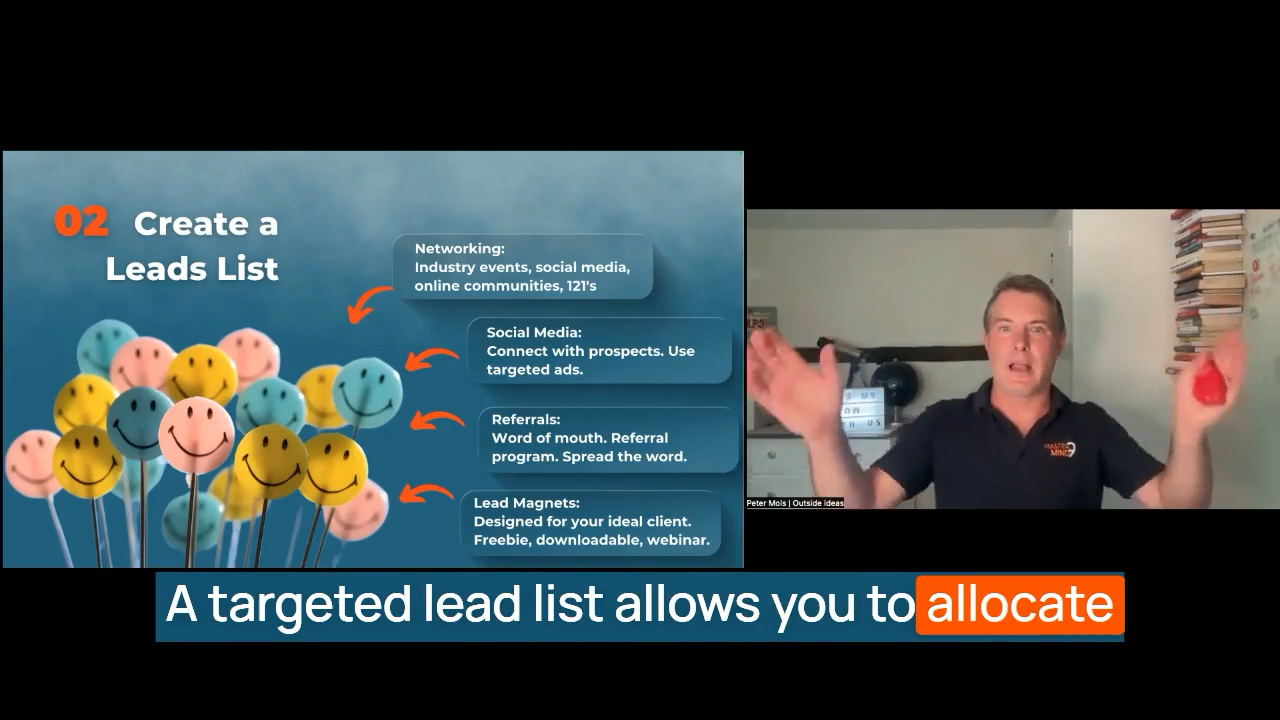 02 Create a
Leads List
Networking:
Industry events, social media,
online communities, 121's
Social Media:
Connect with prospects. Use
targeted ads.
Referrals:
Word of mouth. Referral
program. Spread the word.
Lead Magnets:
Designed for your ideal client.
Freebie, downloadable, webinar.
MASTER
MIND
Peter Mols | Outside ideas
A targeted lead list allows you to allocate